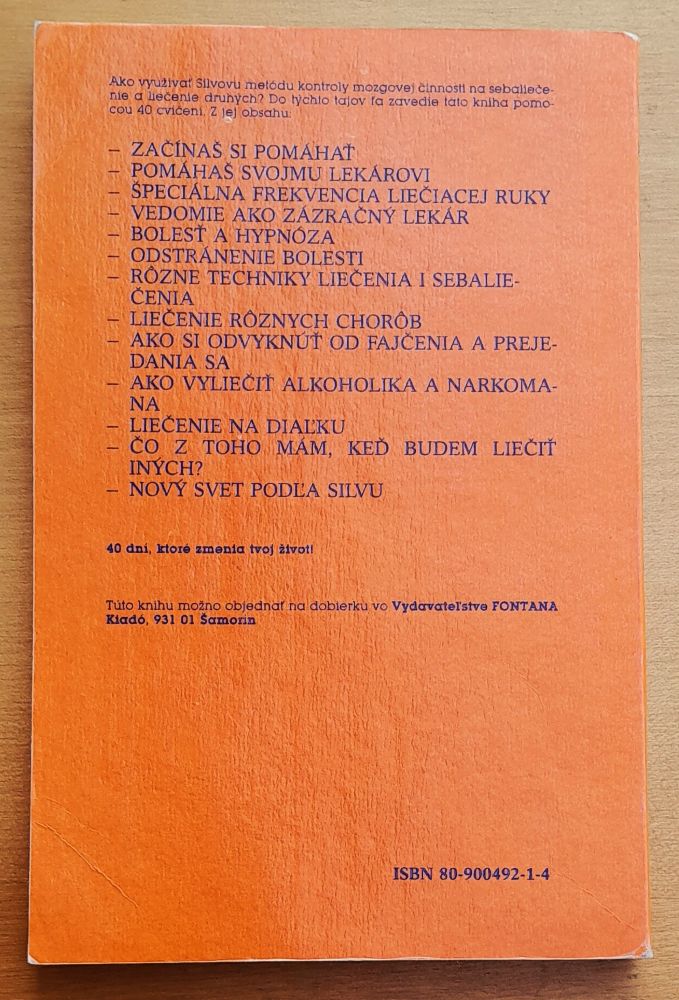 Ako využívať Silvovu metódu kontroly mozgovej činnosti na sebalieče-
nie a liečenie druhých? Do týchto tajov ťa zavedie táto kniha pomo-
cou 40 cvičení. Z jej obsahu:
– ZAČÍNAŠ SI POMÁHAŤ
– POMÁHAŠ SVOJMU LEKÁROVI
– ŠPECIÁLNA FREKVENCIA LIEČIACEJ RUKY
– VEDOMIE AKO ZÁZRAČNÝ LEKÁR
– BOLESŤ A HYPNÓZA
– ODSTRÁNENIE BOLESTI
– RÔZNE TECHNIKY LIEČENIA I SEBALIE-
ČENIA
– LIEČENIE RÔZNYCH CHORÔB
– AKO SI ODVYKNÚŤ OD FAJČENIA A PREJE-
DANIA SA
– AKO VYLIEČIŤ ALKOHOLIKA A NARKOMA-
NA
– LIEČENIE NA DIAĽKU
– ČO Z TOHO MÁM, KEĎ BUDEM LIEČIŤ
INÝCH?
– NOVÝ SVET PODĽA SILVU
40 dní, ktoré zmenia tvoj život!
Túto knihu možno objednať na dobierku vo Vydavateľstve FONTANA
Kiadó, 931 01 Šamorín
ISBN 80-900492-1-4